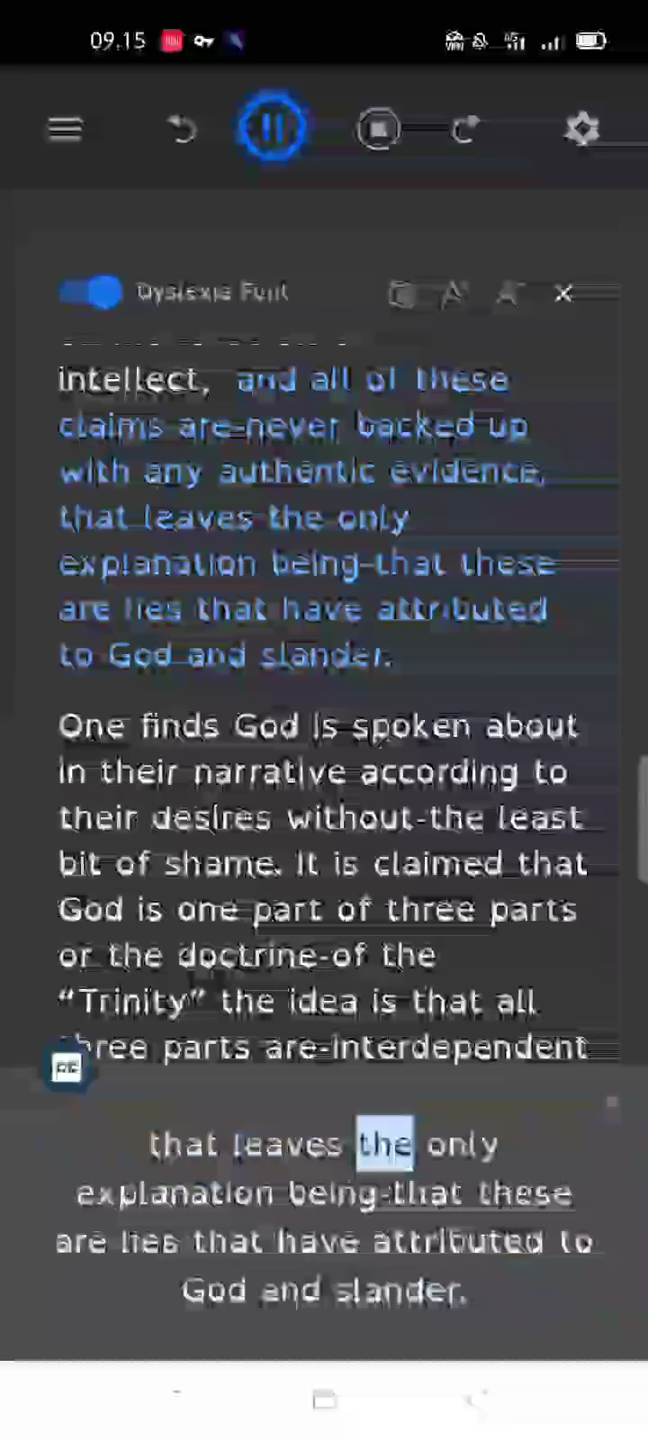 09.15
Dyslexia Font
intellect, and all of these
claims are never backed up
with any authentic evidence,
that leaves the only
explanation being that these
are lies that have attributed
to God and slander.
One finds God is spoken about
in their narrative according to
their desires without the least
bit of shame. It is claimed that
God is one part of three parts
or the doctrine of the
“Trinity” the idea is that all
three parts are interdependent
that leaves the only
explanation being that these
are lies that have attributed to
God and slander.